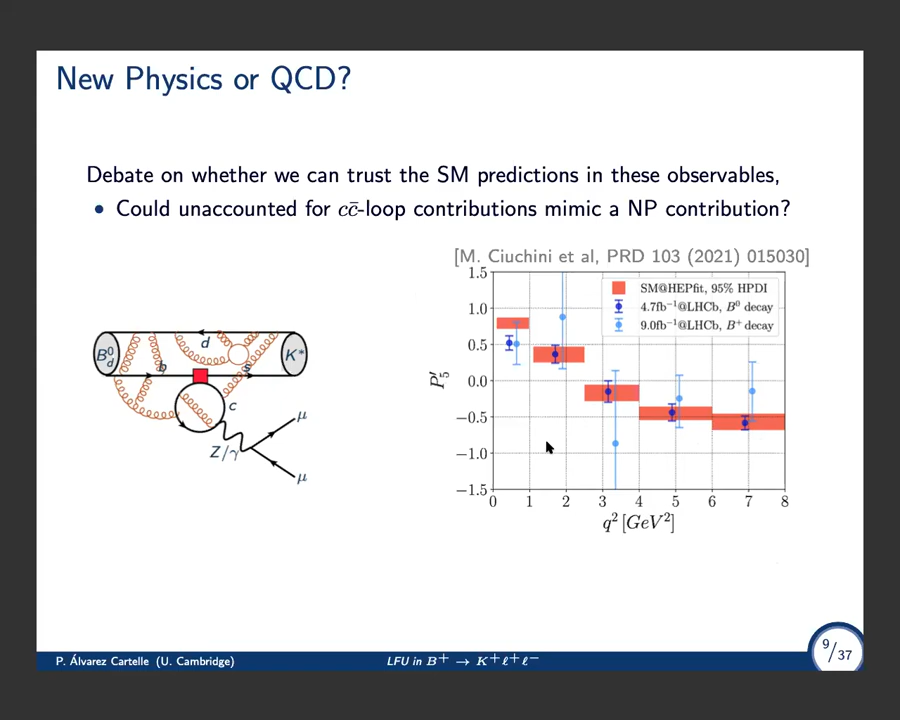 New Physics or QCD?
Debate on whether we can trust the SM predictions in these observables,
• Could unaccounted for cc̄-loop contributions mimic a NP contribution?
[M. Ciuchini et al, PRD 103 (2021) 015030]
SM@HEPfit, 95% HPDI
4.7fb⁻¹@LHCb, B⁰ decay
9.0fb⁻¹@LHCb, B⁺ decay
1.5
1.0
0.5
0.0
−0.5
−1.0
−1.5
P′₅
0 1 2 3 4 5 6 7 8
q² [GeV²]
B⁰d
d
K*
b
s
c
μ
Z/γ
μ
P. Álvarez Cartelle (U. Cambridge)
LFU in B⁺ → K⁺ℓ⁺ℓ⁻
9/37